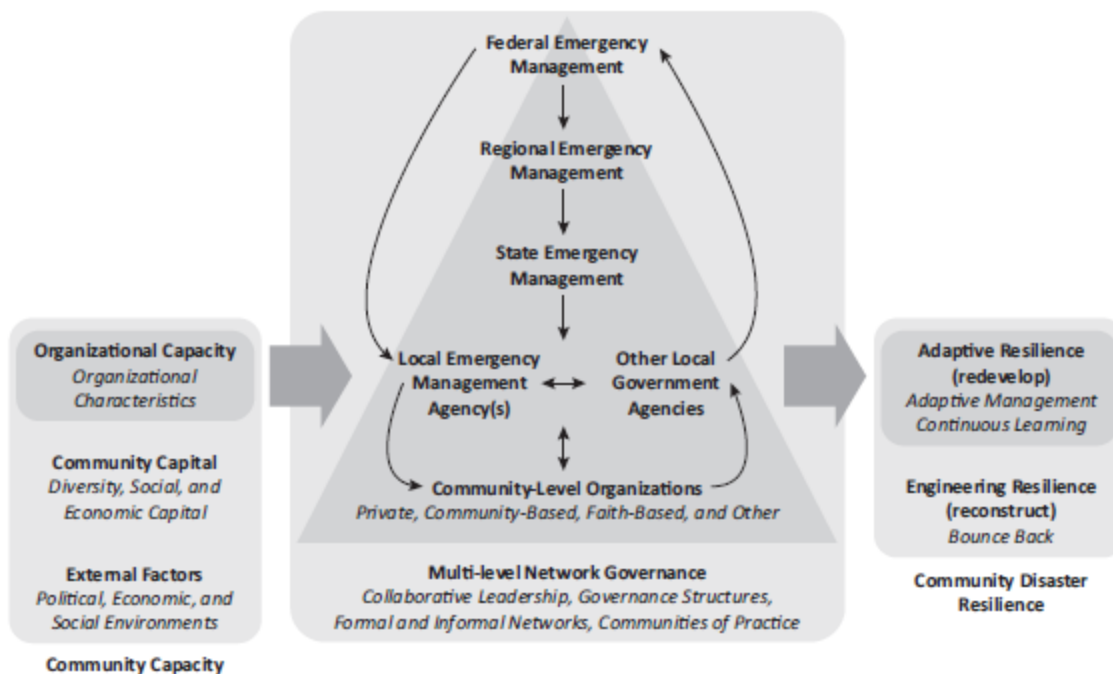 Federal Emergency
Management
Regional Emergency
Management
State Emergency
Management
Organizational Capacity
Organizational
Characteristics
Community Capital
Diversity, Social, and
Economic Capital
External Factors
Political, Economic, and
Social Environments
Community Capacity
Local Emergency
Management
Agency(s)
Other Local
Government
Agencies
Community-Level Organizations
Private, Community-Based, Faith-Based, and Other
Multi-level Network Governance
Collaborative Leadership, Governance Structures,
Formal and Informal Networks, Communities of Practice
Adaptive Resilience
(redevelop)
Adaptive Management
Continuous Learning
Engineering Resilience
(reconstruct)
Bounce Back
Community Disaster
Resilience